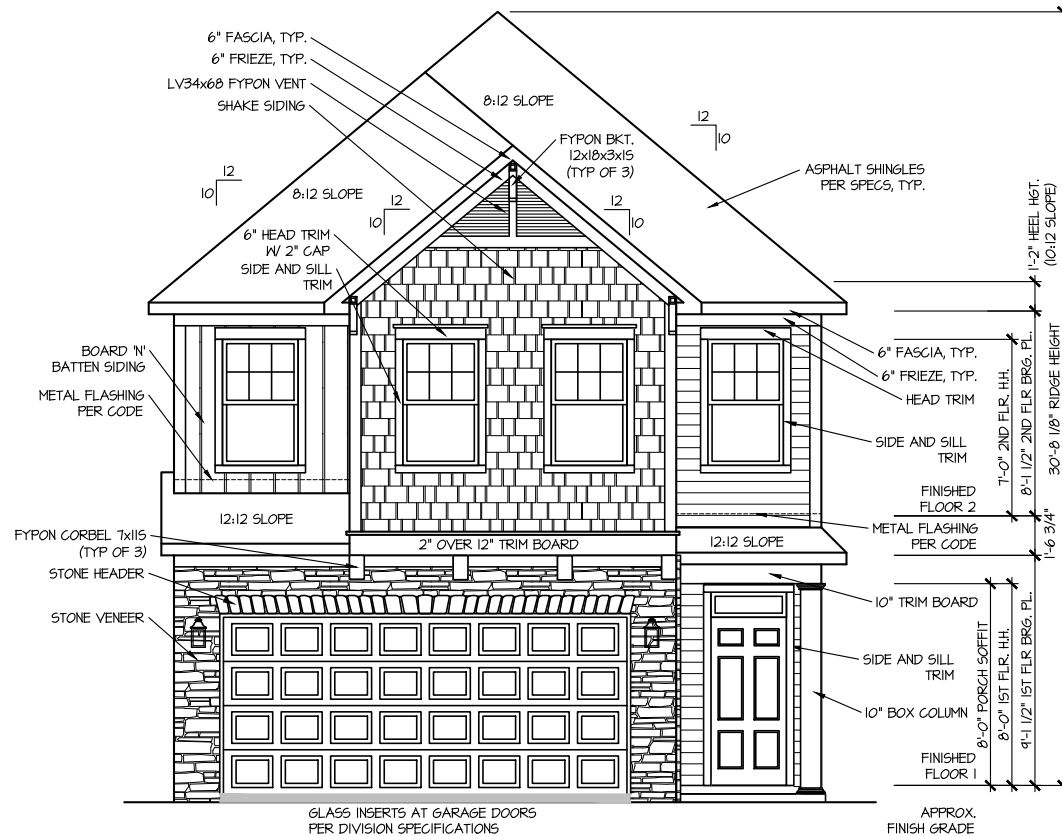 6" FASCIA, TYP.
6" FRIEZE, TYP.
LV34x68 FYPON VENT
SHAKE SIDING
8:12 SLOPE
FYPON BKT.
12x18x3x1S
(TYP OF 3)
12
10
ASPHALT SHINGLES
PER SPECS, TYP.
12
10
8:12 SLOPE
12
10
12
10
6" HEAD TRIM
W/ 2" CAP
SIDE AND SILL
TRIM
1'-2" HEEL HGT.
(10:12 SLOPE)
BOARD 'N'
BATTEN SIDING
METAL FLASHING
PER CODE
6" FASCIA, TYP.
6" FRIEZE, TYP.
HEAD TRIM
SIDE AND SILL
TRIM
7'-0" 2ND FLR. H.H.
8'-1 1/2" 2ND FLR BRG. PL.
30'-8 1/8" RIDGE HEIGHT
FINISHED
FLOOR 2
12:12 SLOPE
METAL FLASHING
PER CODE
1'-6 3/4"
FYPON CORBEL 7x11S
(TYP OF 3)
2" OVER 12" TRIM BOARD
12:12 SLOPE
STONE HEADER
STONE VENEER
10" TRIM BOARD
SIDE AND SILL
TRIM
10" BOX COLUMN
8'-0" PORCH SOFFIT
8'-0" 1ST FLR. H.H.
9'-1 1/2" 1ST FLR BRG. PL.
FINISHED
FLOOR 1
GLASS INSERTS AT GARAGE DOORS
PER DIVISION SPECIFICATIONS
APPROX.
FINISH GRADE